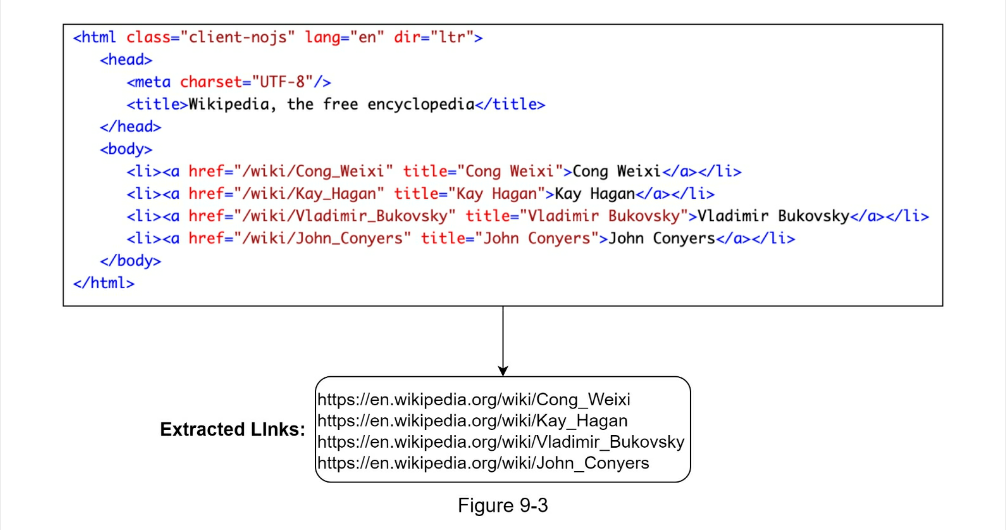 <html class="client-nojs" lang="en" dir="ltr">
<head>
<meta charset="UTF-8"/>
<title>Wikipedia, the free encyclopedia</title>
</head>
<body>
<li><a href="/wiki/Cong_Weixi" title="Cong Weixi">Cong Weixi</a></li>
<li><a href="/wiki/Kay_Hagan" title="Kay Hagan">Kay Hagan</a></li>
<li><a href="/wiki/Vladimir_Bukovsky" title="Vladimir Bukovsky">Vladimir Bukovsky</a></li>
<li><a href="/wiki/John_Conyers" title="John Conyers">John Conyers</a></li>
</body>
</html>
Extracted LInks:
https://en.wikipedia.org/wiki/Cong_Weixi
https://en.wikipedia.org/wiki/Kay_Hagan
https://en.wikipedia.org/wiki/Vladimir_Bukovsky
https://en.wikipedia.org/wiki/John_Conyers
Figure 9-3